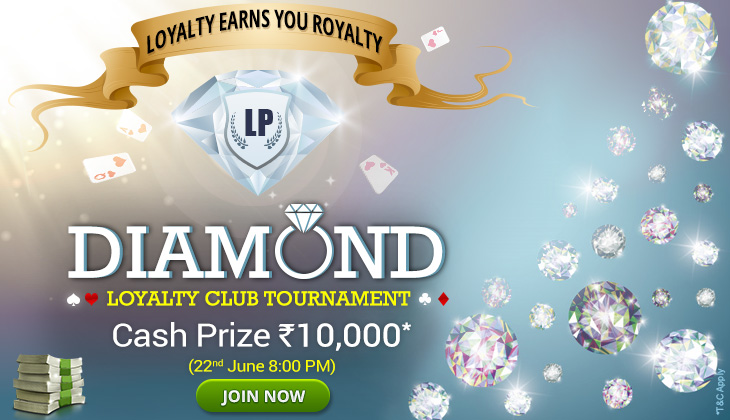 LOYALTY EARNS YOU ROYALTY
LP
DIAMOND
♠ ♥ LOYALTY CLUB TOURNAMENT ♣ ♦
Cash Prize ₹10,000*
(22nd June 8:00 PM)
JOIN NOW
*T&C Apply